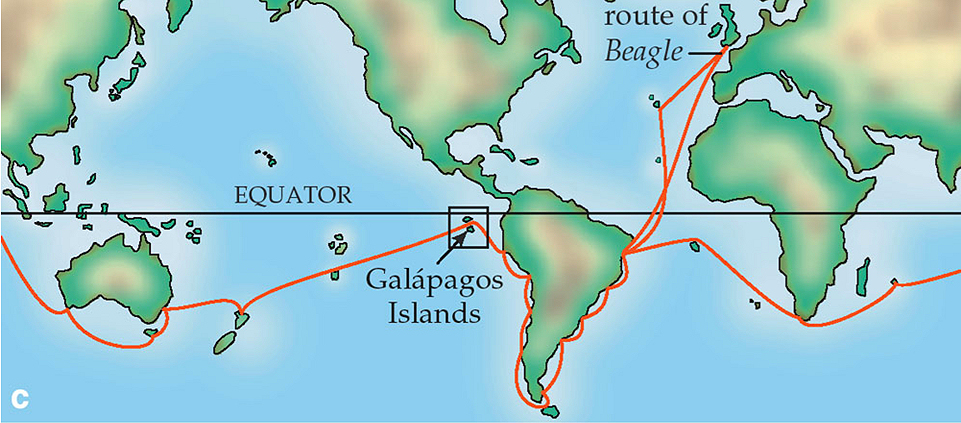 route of
Beagle
EQUATOR
Galápagos
Islands
C